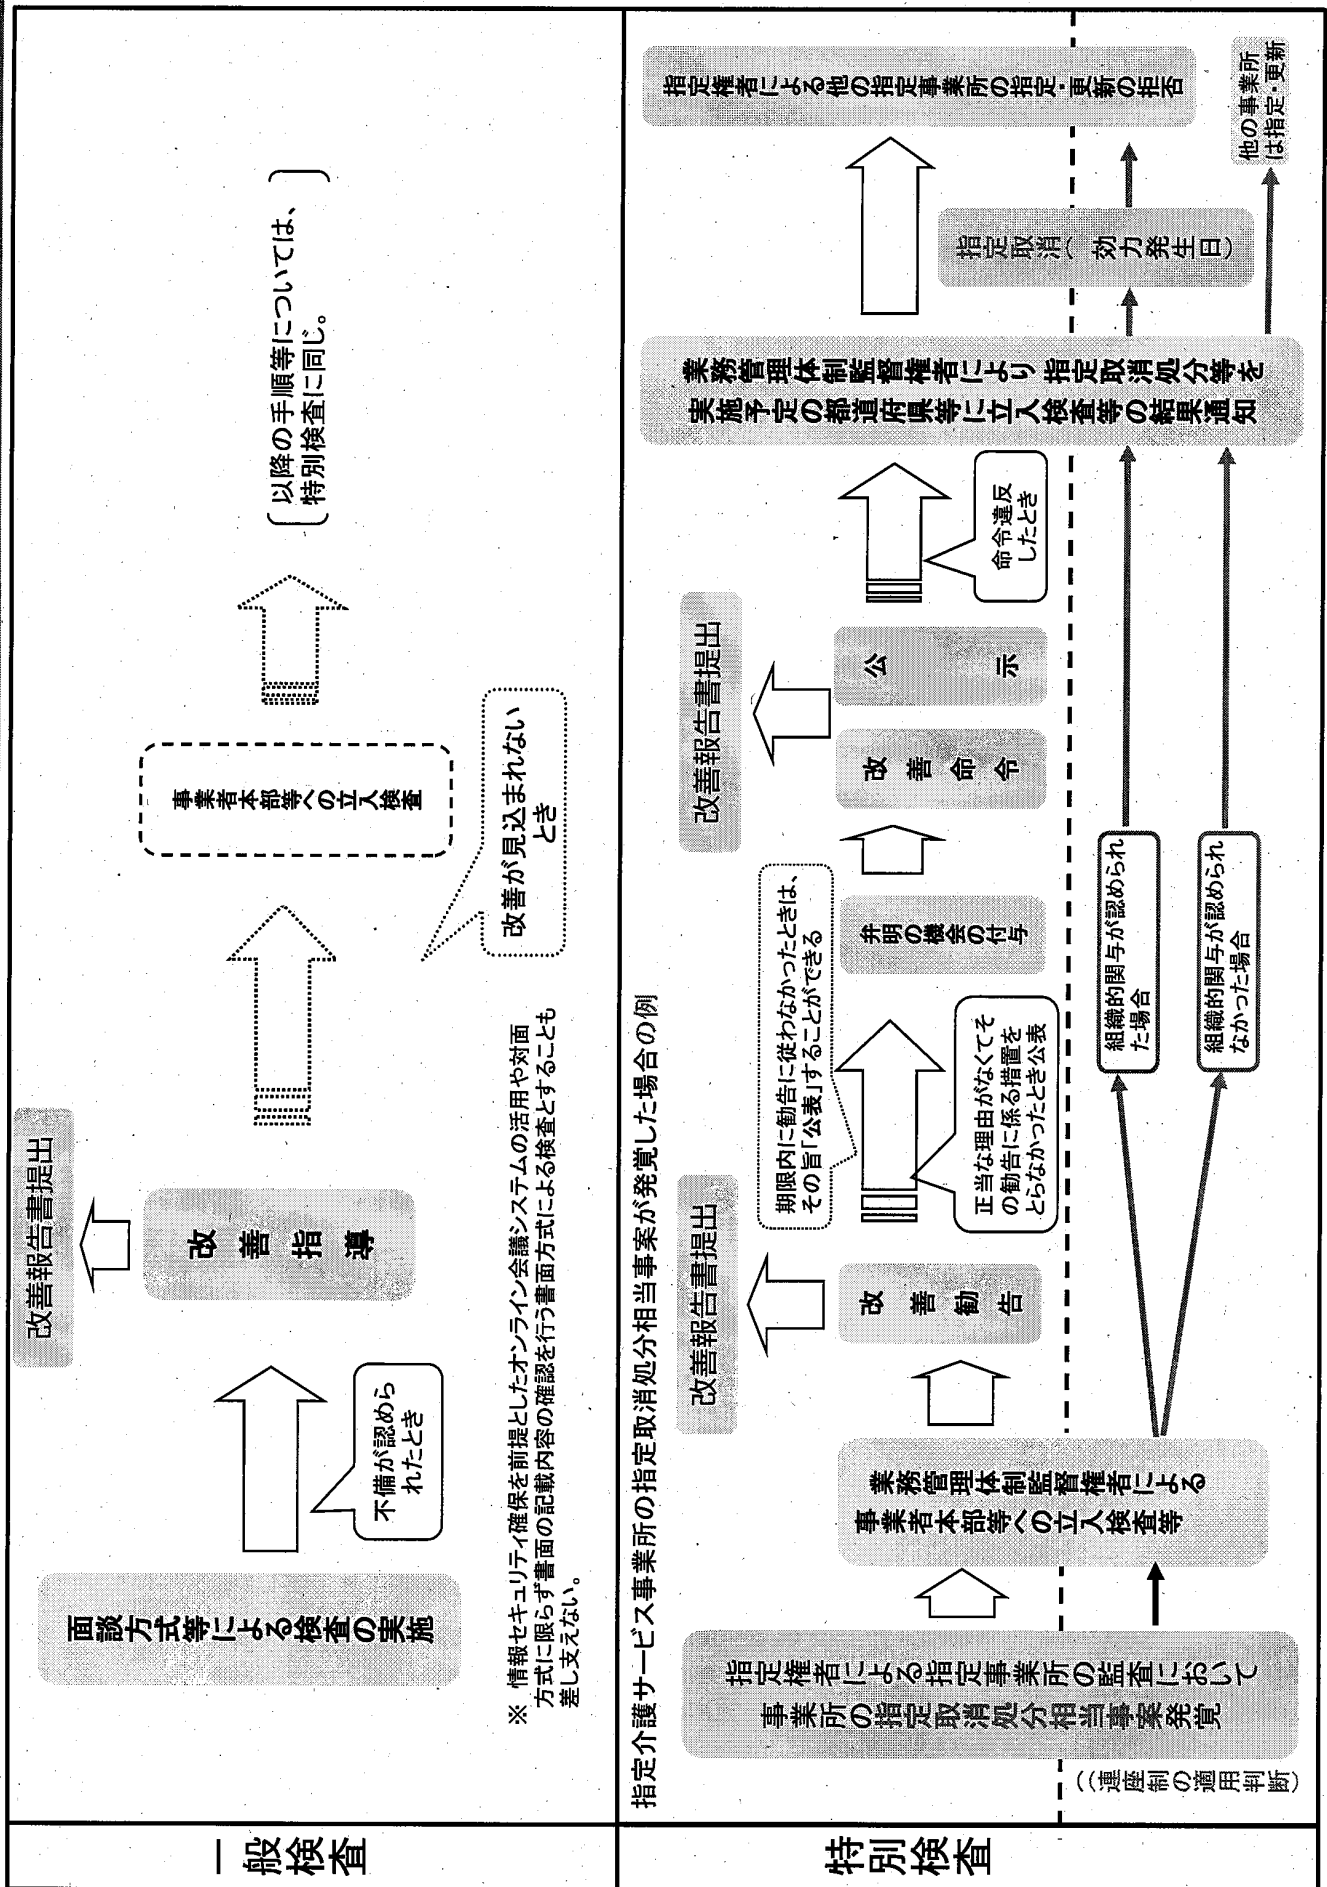 一般検査
面談方式等による検査の実施
不備が認めら
れたとき
改善指導
改善報告書提出
改善が見込まれない
とき
事業者本部等への立入検査
以降の手順等については、
特別検査に同じ。
※ 情報セキュリティ確保を前提としたオンライン会議システムの活用や対面
方式に限らず書面の記載内容の確認を行う書面方式による検査とすることも
差し支えない。
特別検査
指定介護サービス事業所の指定取消処分相当事案が発覚した場合の例
指定権者による指定事業所の監査において
事業所の指定取消処分相当事案発覚
(（連座制の適用判断)
業務管理体制監督権者による
事業者本部等への立入検査等
改善勧告
改善報告書提出
期限内に勧告に従わなかったときは、
その旨「公表」することができる
正当な理由がなくてそ
の勧告に係る措置を
とらなかったとき公表
弁明の機会の付与
改善命令
公示
改善報告書提出
命令違反
したとき
組織的関与が認められ
た場合
組織的関与が認められ
なかった場合
業務管理体制監督権者により 指定取消処分等を
実施予定の都道府県等に立入検査等の結果通知
指定取消( 効力発生日)
指定権者による他の指定事業所の指定・更新の拒否
他の事業所
は指定・更新